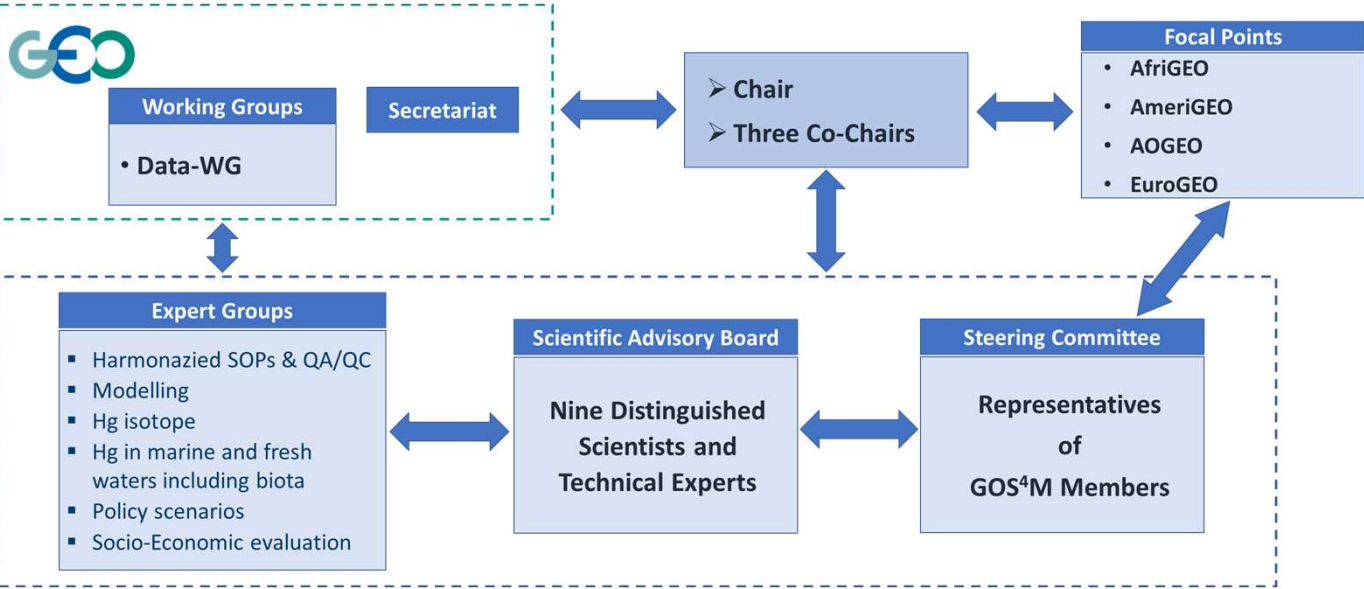 GEO
Working Groups
• Data-WG
Secretariat
➢ Chair
➢ Three Co-Chairs
Focal Points
• AfriGEO
• AmeriGEO
• AOGEO
• EuroGEO
Expert Groups
▪ Harmonazied SOPs & QA/QC
▪ Modelling
▪ Hg isotope
▪ Hg in marine and fresh
waters including biota
▪ Policy scenarios
▪ Socio-Economic evaluation
Scientific Advisory Board
Nine Distinguished
Scientists and
Technical Experts
Steering Committee
Representatives
of
GOS⁴M Members